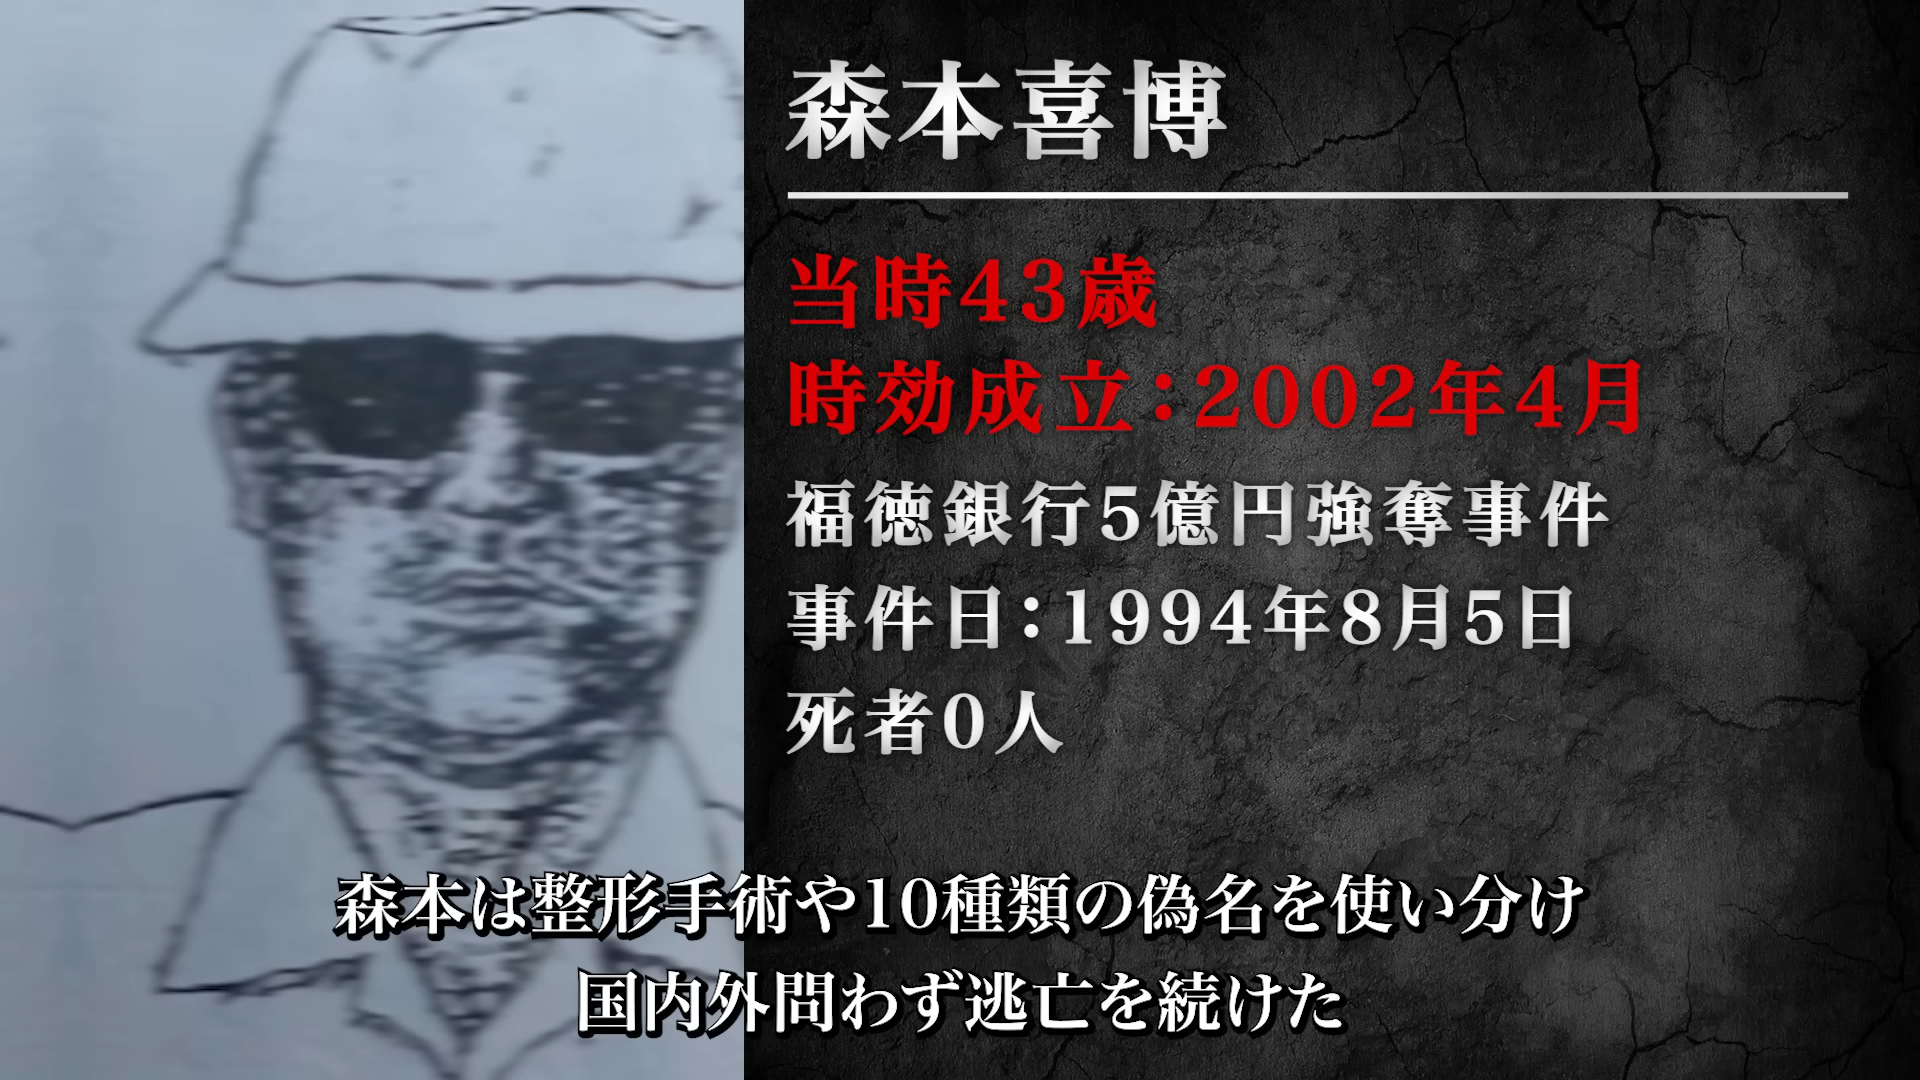 森本喜博
当時43歳
時効成立：2002年4月
福徳銀行5億円強奪事件
事件日：1994年8月5日
死者0人
森本は整形手術や10種類の偽名を使い分け
国内外問わず逃亡を続けた